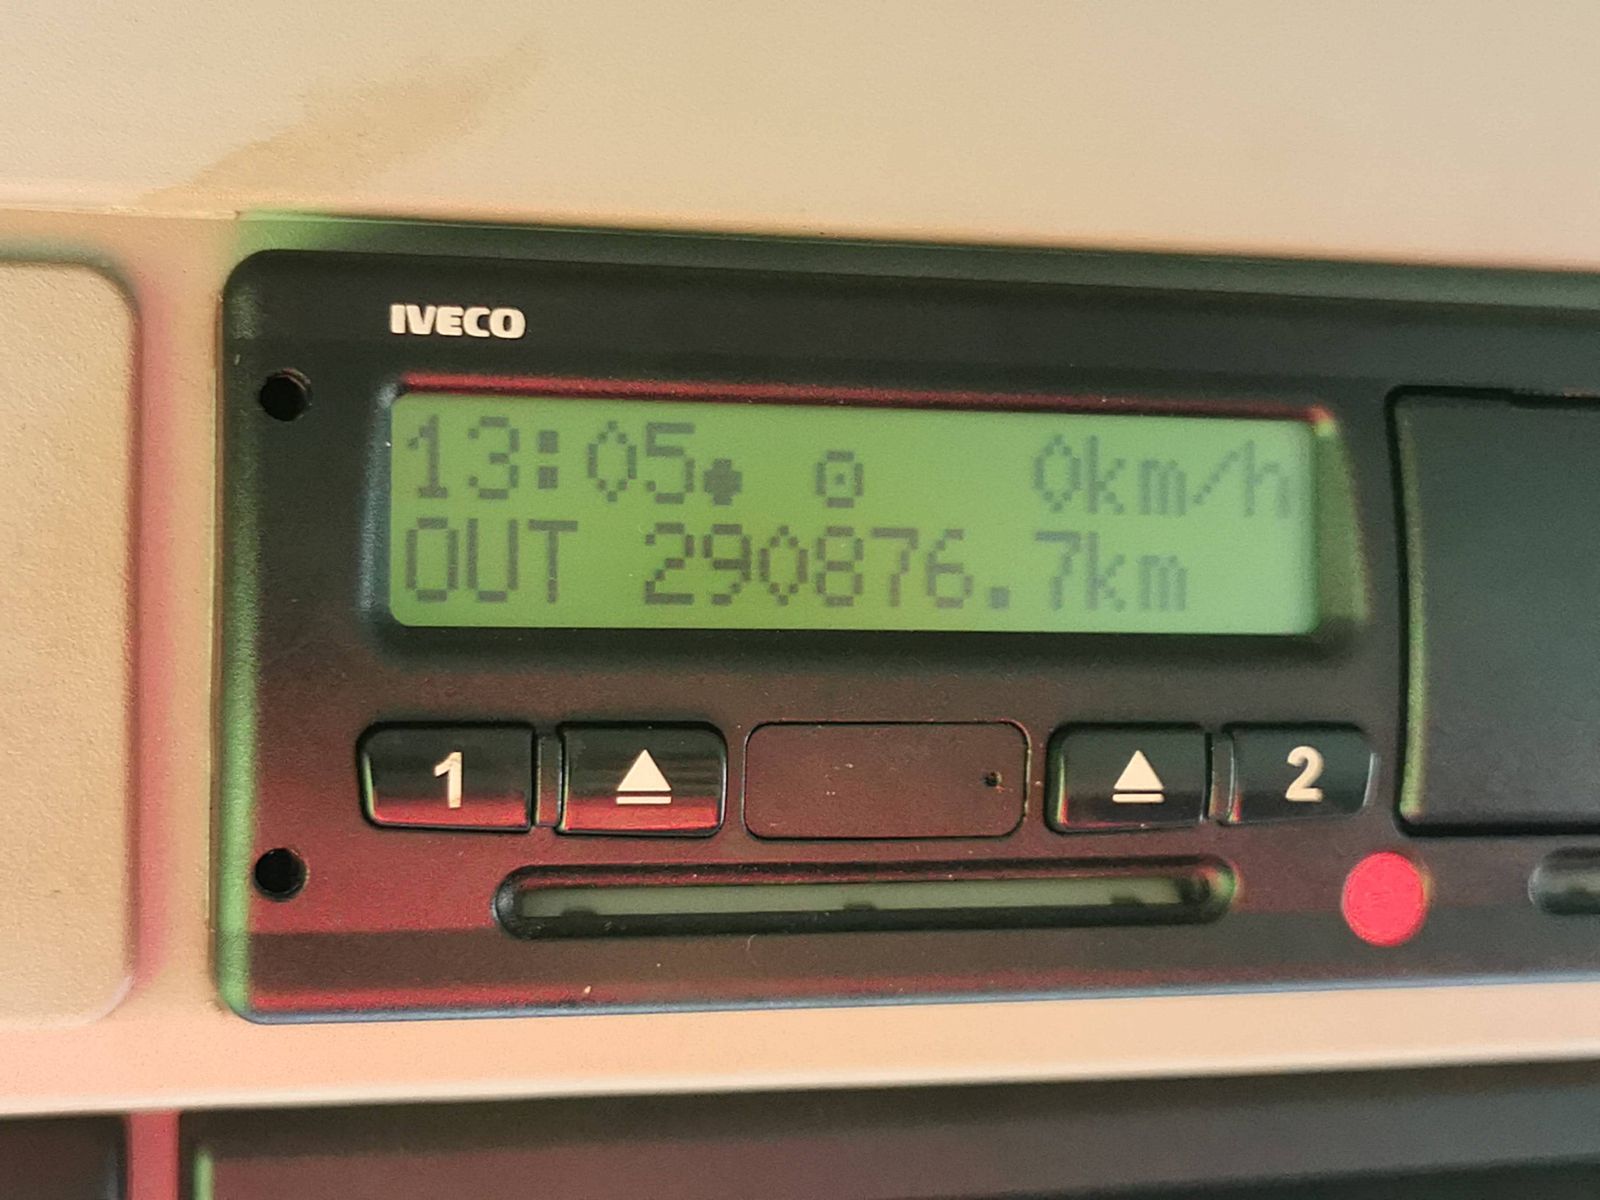 IVECO
13:05● ⊙ 0km/h
OUT 290876.7km
1 2